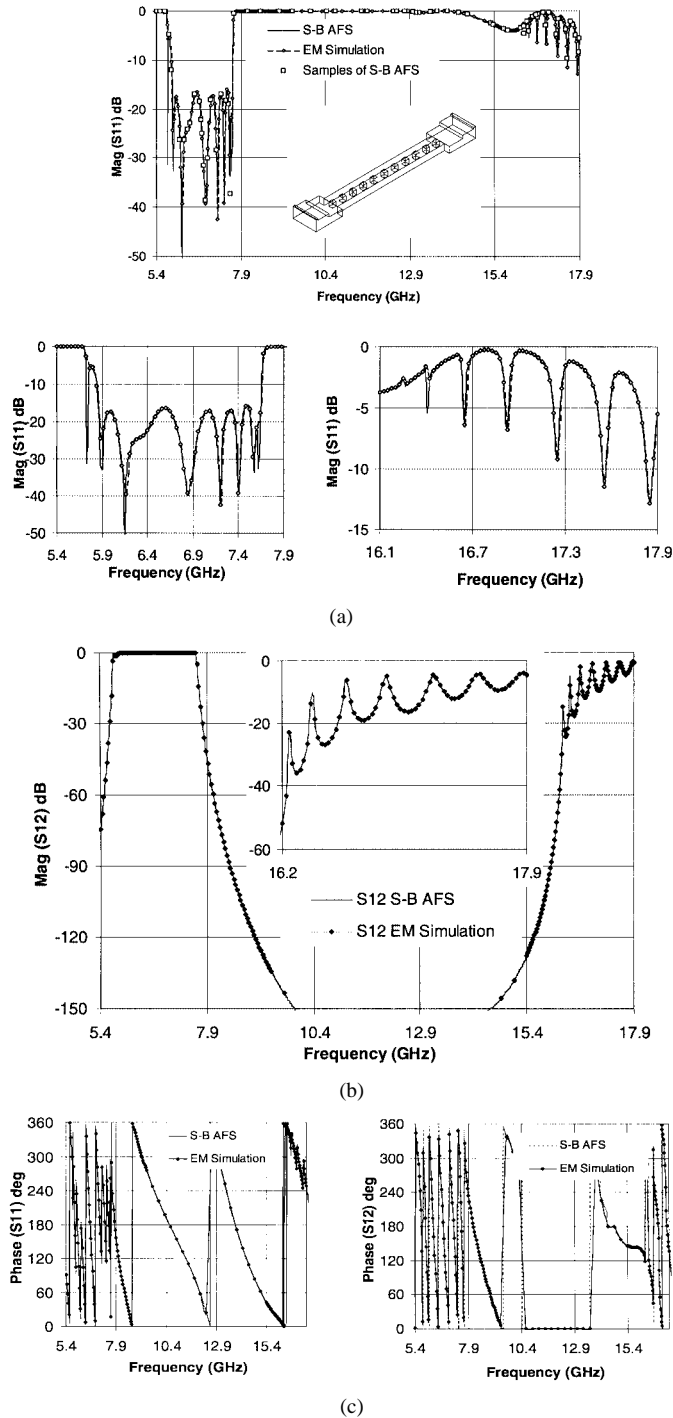 0
-10
-20
-30
-40
-50
Mag (S11) dB
S-B AFS
EM Simulation
Samples of S-B AFS
5.4 7.9 10.4 12.9 15.4 17.9
Frequency (GHz)
0
-10
-20
-30
-40
-50
Mag (S11) dB
5.4 5.9 6.4 6.9 7.4 7.9
Frequency (GHz)
0
-5
-10
-15
Mag (S11) dB
16.1 16.7 17.3 17.9
Frequency (GHz)
(a)
0
-30
-60
-90
-120
-150
Mag (S12) dB
0
-20
-40
-60
16.2 17.9
S12 S-B AFS
S12 EM Simulation
5.4 7.9 10.4 12.9 15.4 17.9
Frequency (GHz)
(b)
360
300
240
180
120
60
0
Phase (S11) deg
S-B AFS
EM Simulation
5.4 7.9 10.4 12.9 15.4
Frequency (GHz)
360
300
240
180
120
60
0
Phase (S12) deg
S-B AFS
EM Simulation
5.4 7.9 10.4 12.9 15.4
Frequency (GHz)
(c)